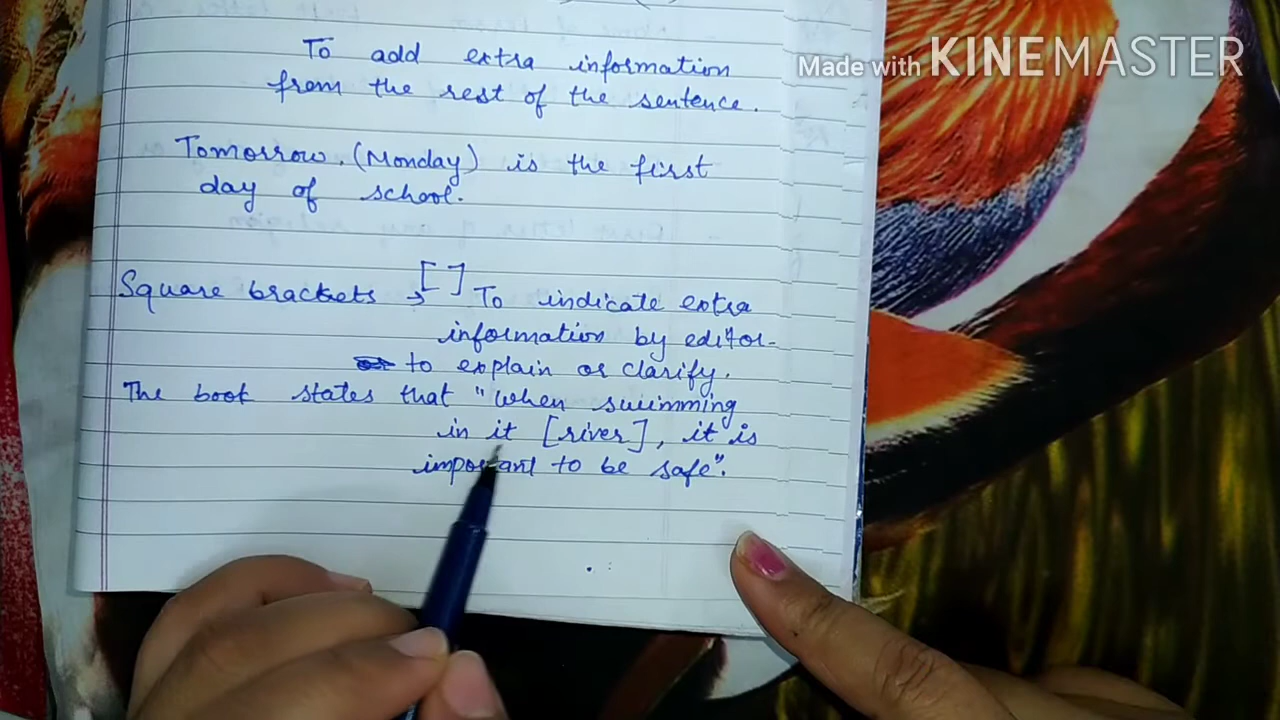 Made with KINEMASTER
To add extra information
from the rest of the sentence.
Tomorrow. (Monday) is the first
day of school.
Square brackets → [ ] To indicate extra
information by editor-
to explain or clarify.
The book states that "when swimming
in it [river], it is
important to be safe".